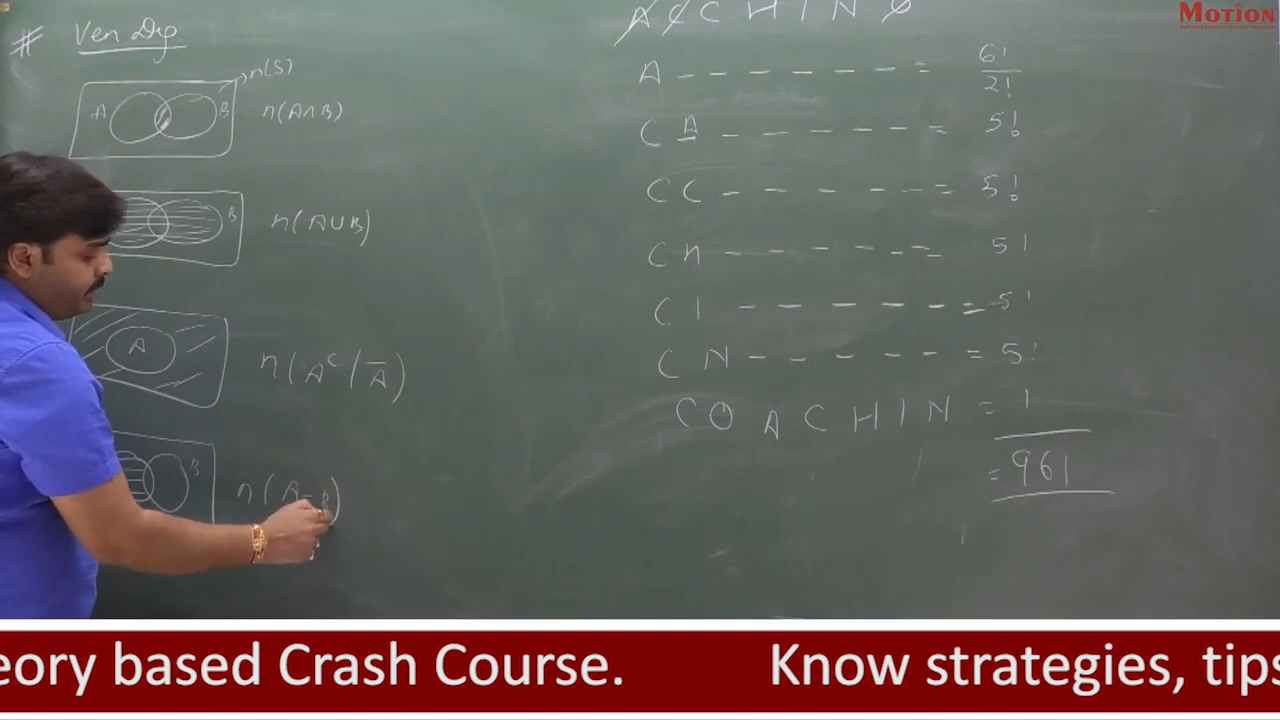 # Ven Dig
n(S)
A B n(A∩B)
B n(A∪B)
A n(Aᶜ/Ā)
B n(A-B)
A C C H I N O
A - - - - - - - = 6!/2!
C A - - - - - - = 5!
C C - - - - - - = 5!
C H - - - - - - = 5!
C I - - - - - - = 5!
C N - - - - - = 5!
C O A C H I N = 1
= 961
MOTION
eory based Crash Course. Know strategies, tips